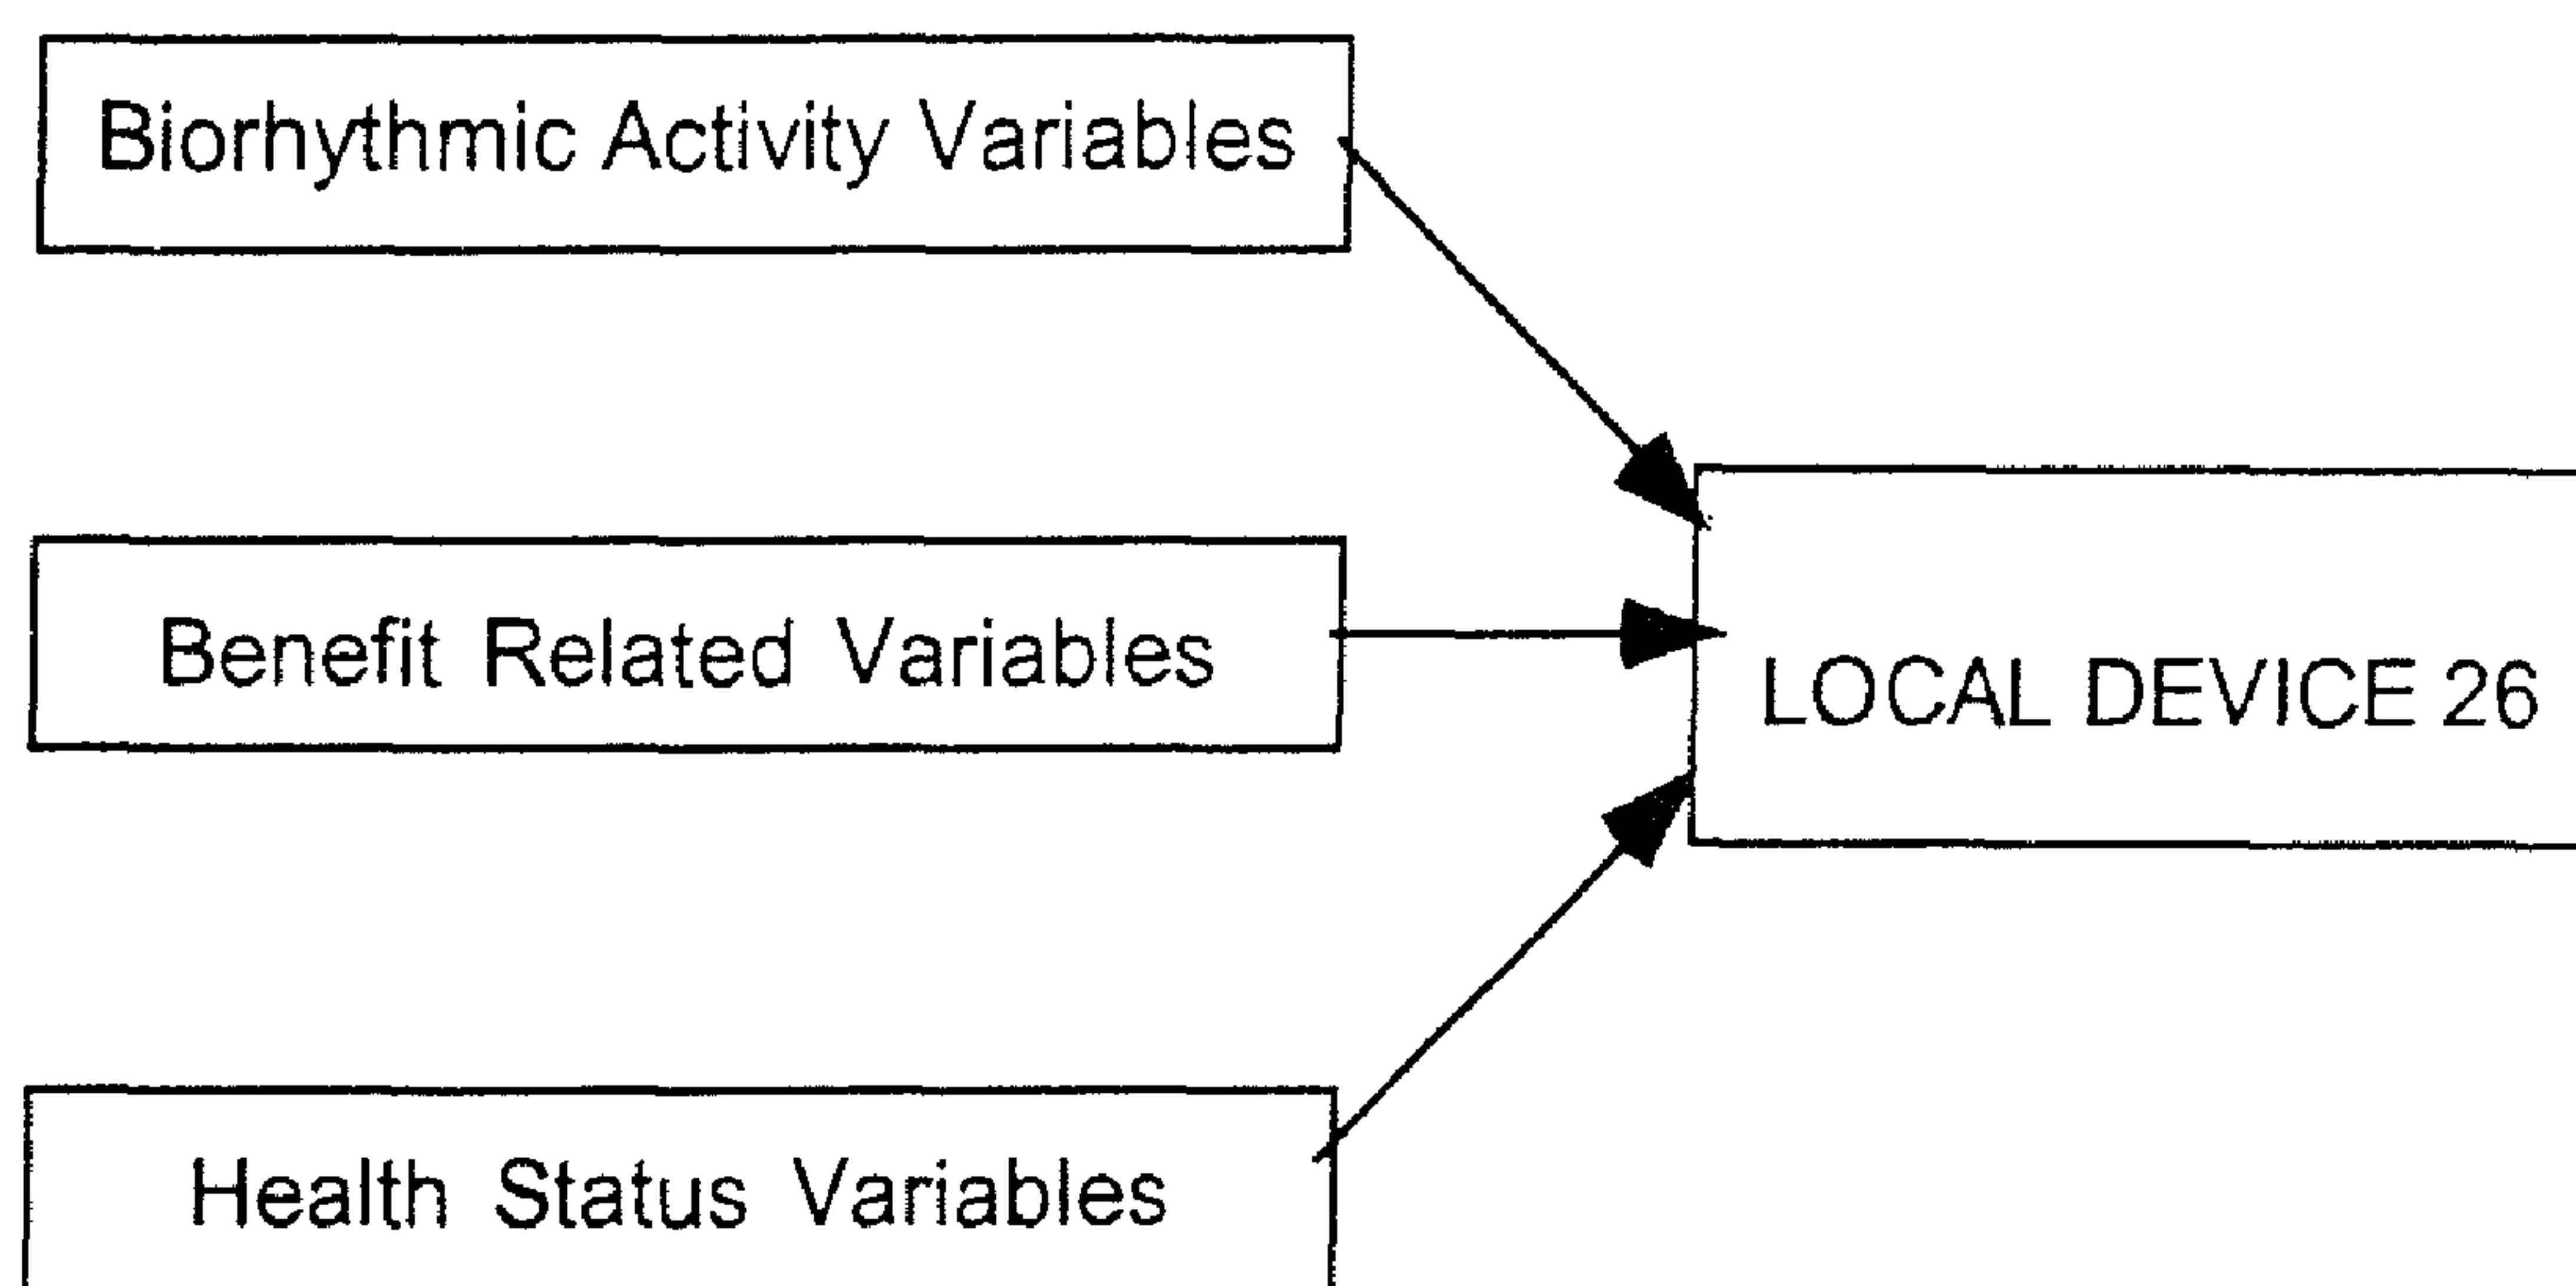 Biorhythmic Activity Variables
Benefit Related Variables
LOCAL DEVICE 26
Health Status Variables